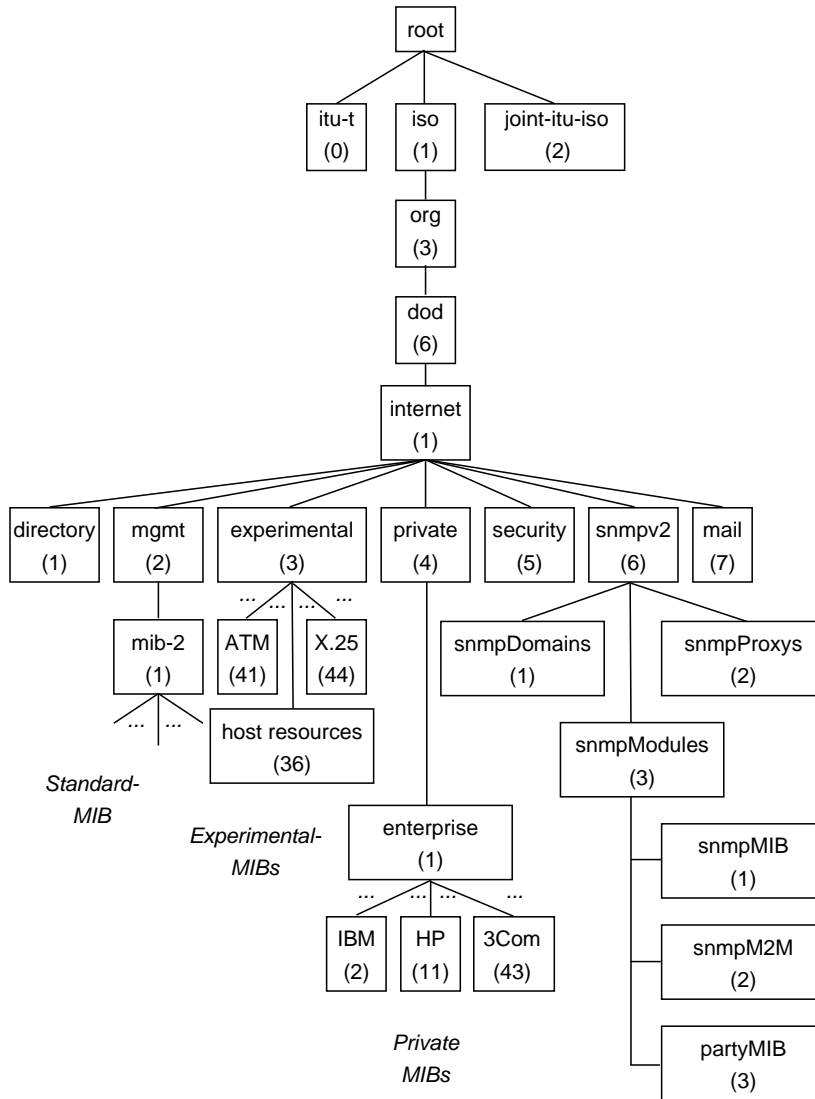 root
itu-t
(0)
iso
(1)
joint-itu-iso
(2)
org
(3)
dod
(6)
internet
(1)
directory
(1)
mgmt
(2)
experimental
(3)
private
(4)
security
(5)
snmpv2
(6)
mail
(7)
... ... ... ...
mib-2
(1)
ATM
(41)
X.25
(44)
snmpDomains
(1)
snmpProxys
(2)
... ...
host resources
(36)
snmpModules
(3)
Standard-
MIB
Experimental-
MIBs
enterprise
(1)
snmpMIB
(1)
... ... ... ...
IBM
(2)
HP
(11)
3Com
(43)
snmpM2M
(2)
Private
MIBs
partyMIB
(3)